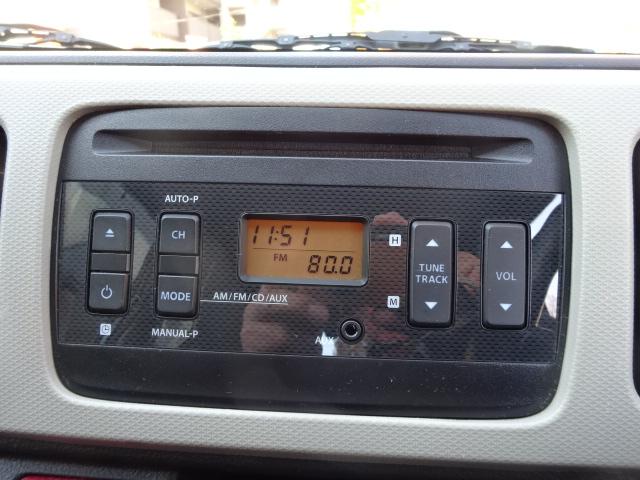 AUTO-P
CH
MODE
AM/FM/CD/AUX
MANUAL-P
11:51
FM
80.0
H
M
TUNE
TRACK
VOL
AUX